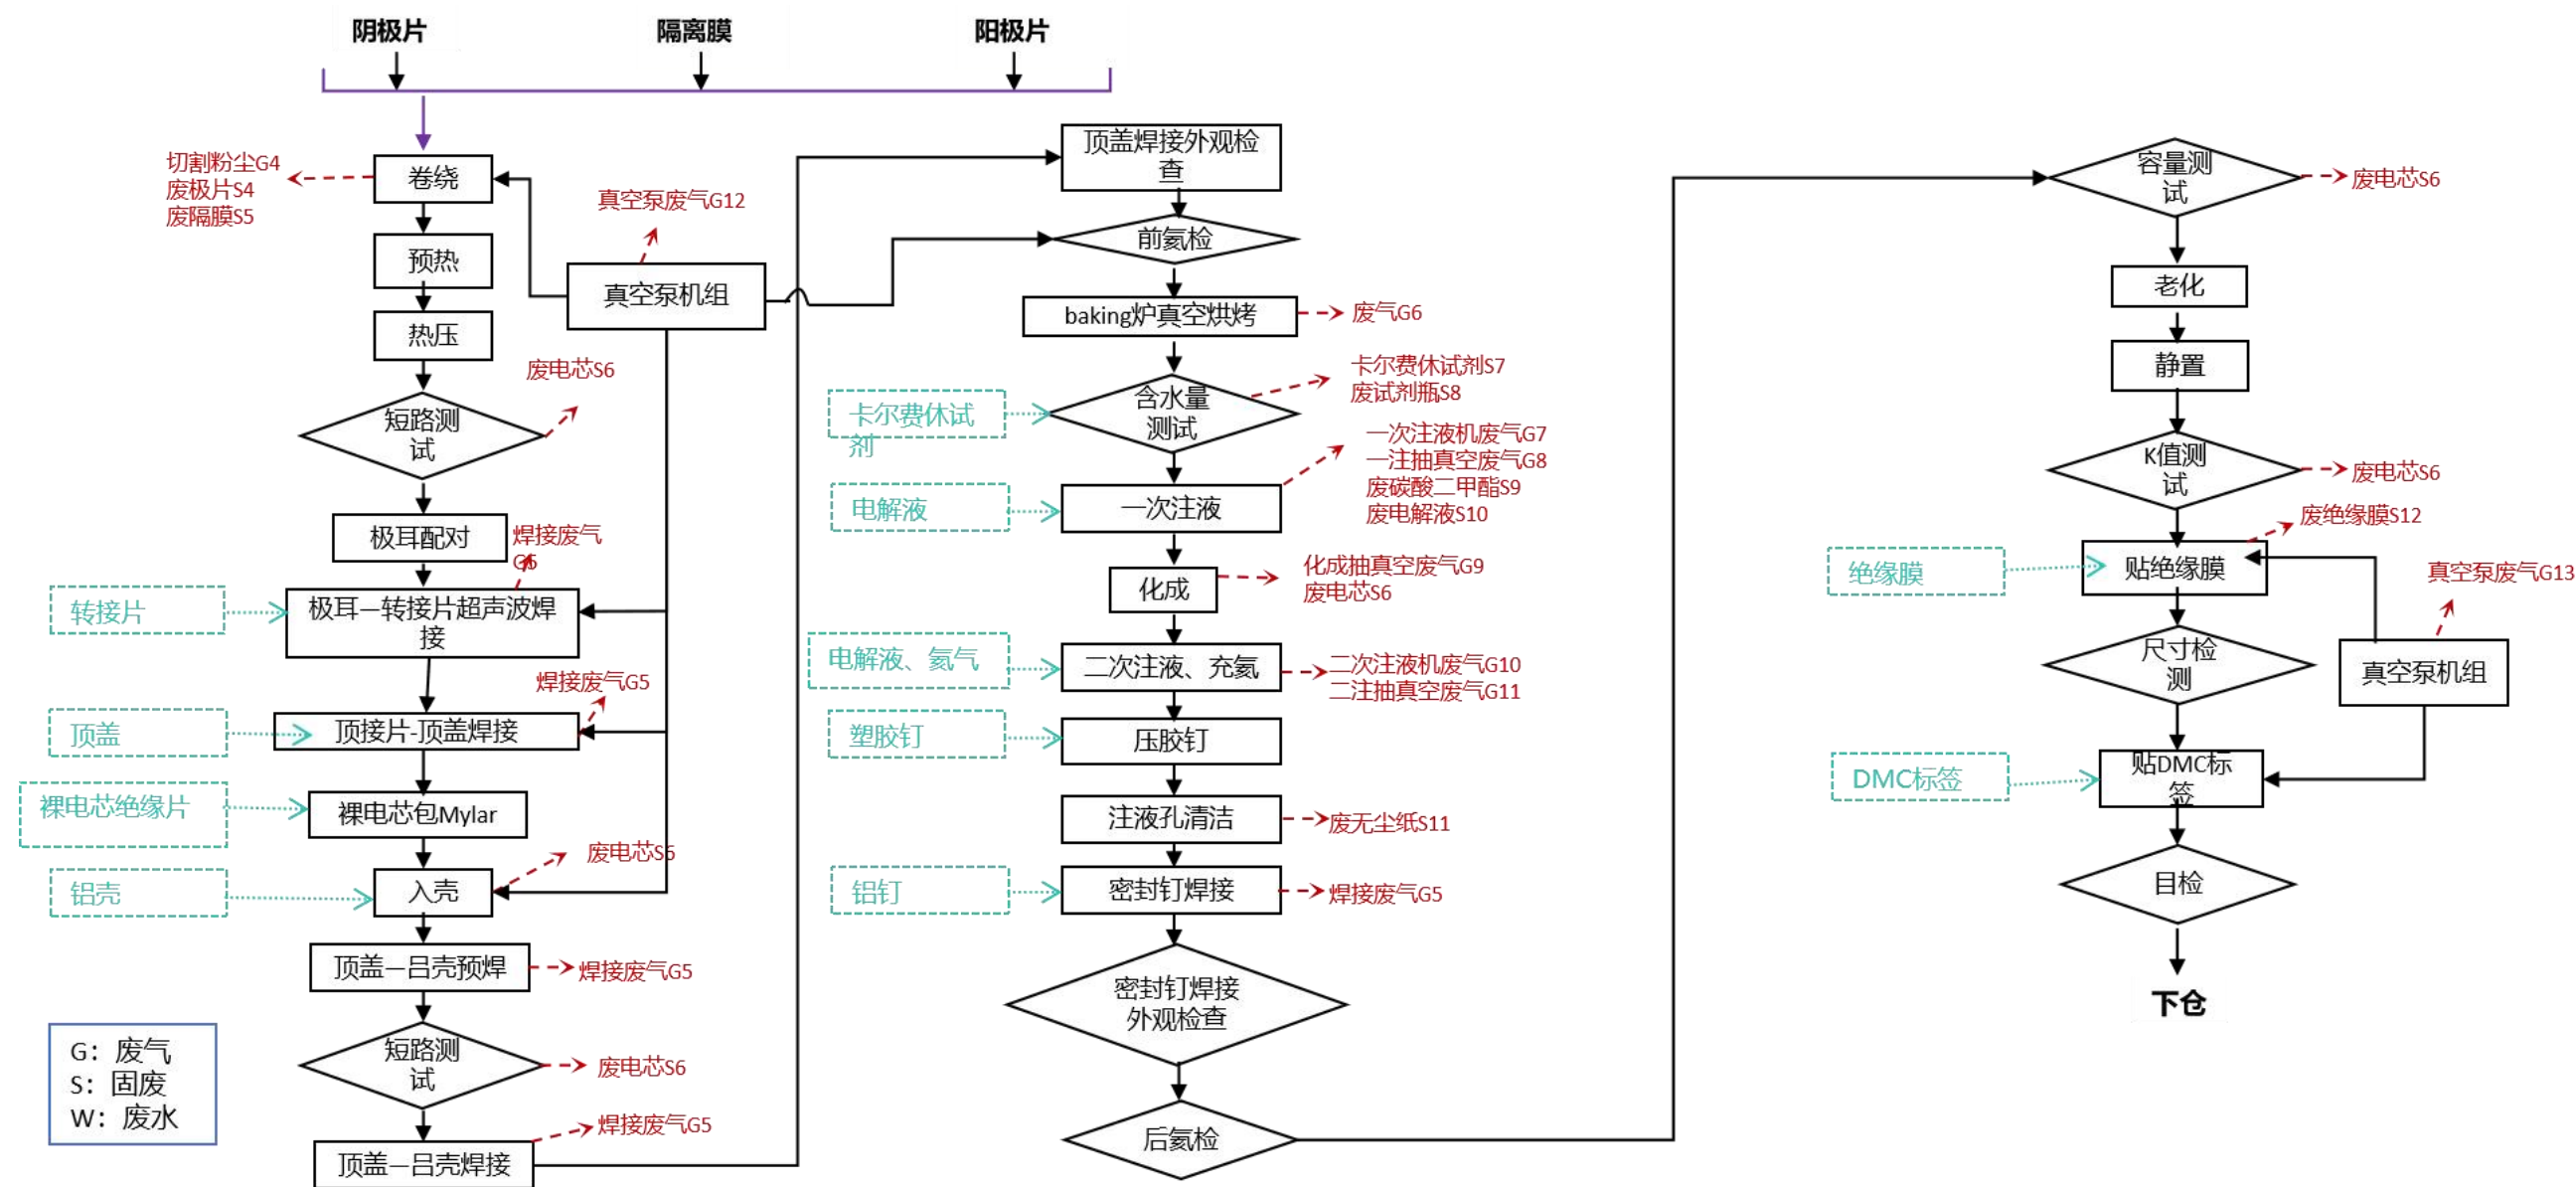 阴极片
隔离膜
阳极片
切割粉尘G4
废极片S4
废隔膜S5
卷绕
预热
热压
真空泵废气G12
真空泵机组
废电芯S6
短路测
试
极耳配对
焊接废气
G5
转接片
极耳—转接片超声波焊
接
焊接废气G5
顶盖
顶接片-顶盖焊接
裸电芯绝缘片
裸电芯包Mylar
废电芯S6
铝壳
入壳
顶盖—吕壳预焊
焊接废气G5
短路测
试
废电芯S6
焊接废气G5
顶盖—吕壳焊接
G：废气
S：固废
W：废水
顶盖焊接外观检
查
前氦检
baking炉真空烘烤
废气G6
卡尔费休试
剂
含水量
测试
卡尔费休试剂S7
废试剂瓶S8
电解液
一次注液
一次注液机废气G7
一注抽真空废气G8
废碳酸二甲酯S9
废电解液S10
化成
化成抽真空废气G9
废电芯S6
电解液、氦气
二次注液、充氦
二次注液机废气G10
二注抽真空废气G11
塑胶钉
压胶钉
注液孔清洁
废无尘纸S11
铝钉
密封钉焊接
焊接废气G5
密封钉焊接
外观检查
后氦检
容量测
试
废电芯S6
老化
静置
K值测
试
废电芯S6
废绝缘膜S12
绝缘膜
贴绝缘膜
真空泵废气G13
尺寸检
测
真空泵机组
DMC标签
贴DMC标
签
目检
下仓